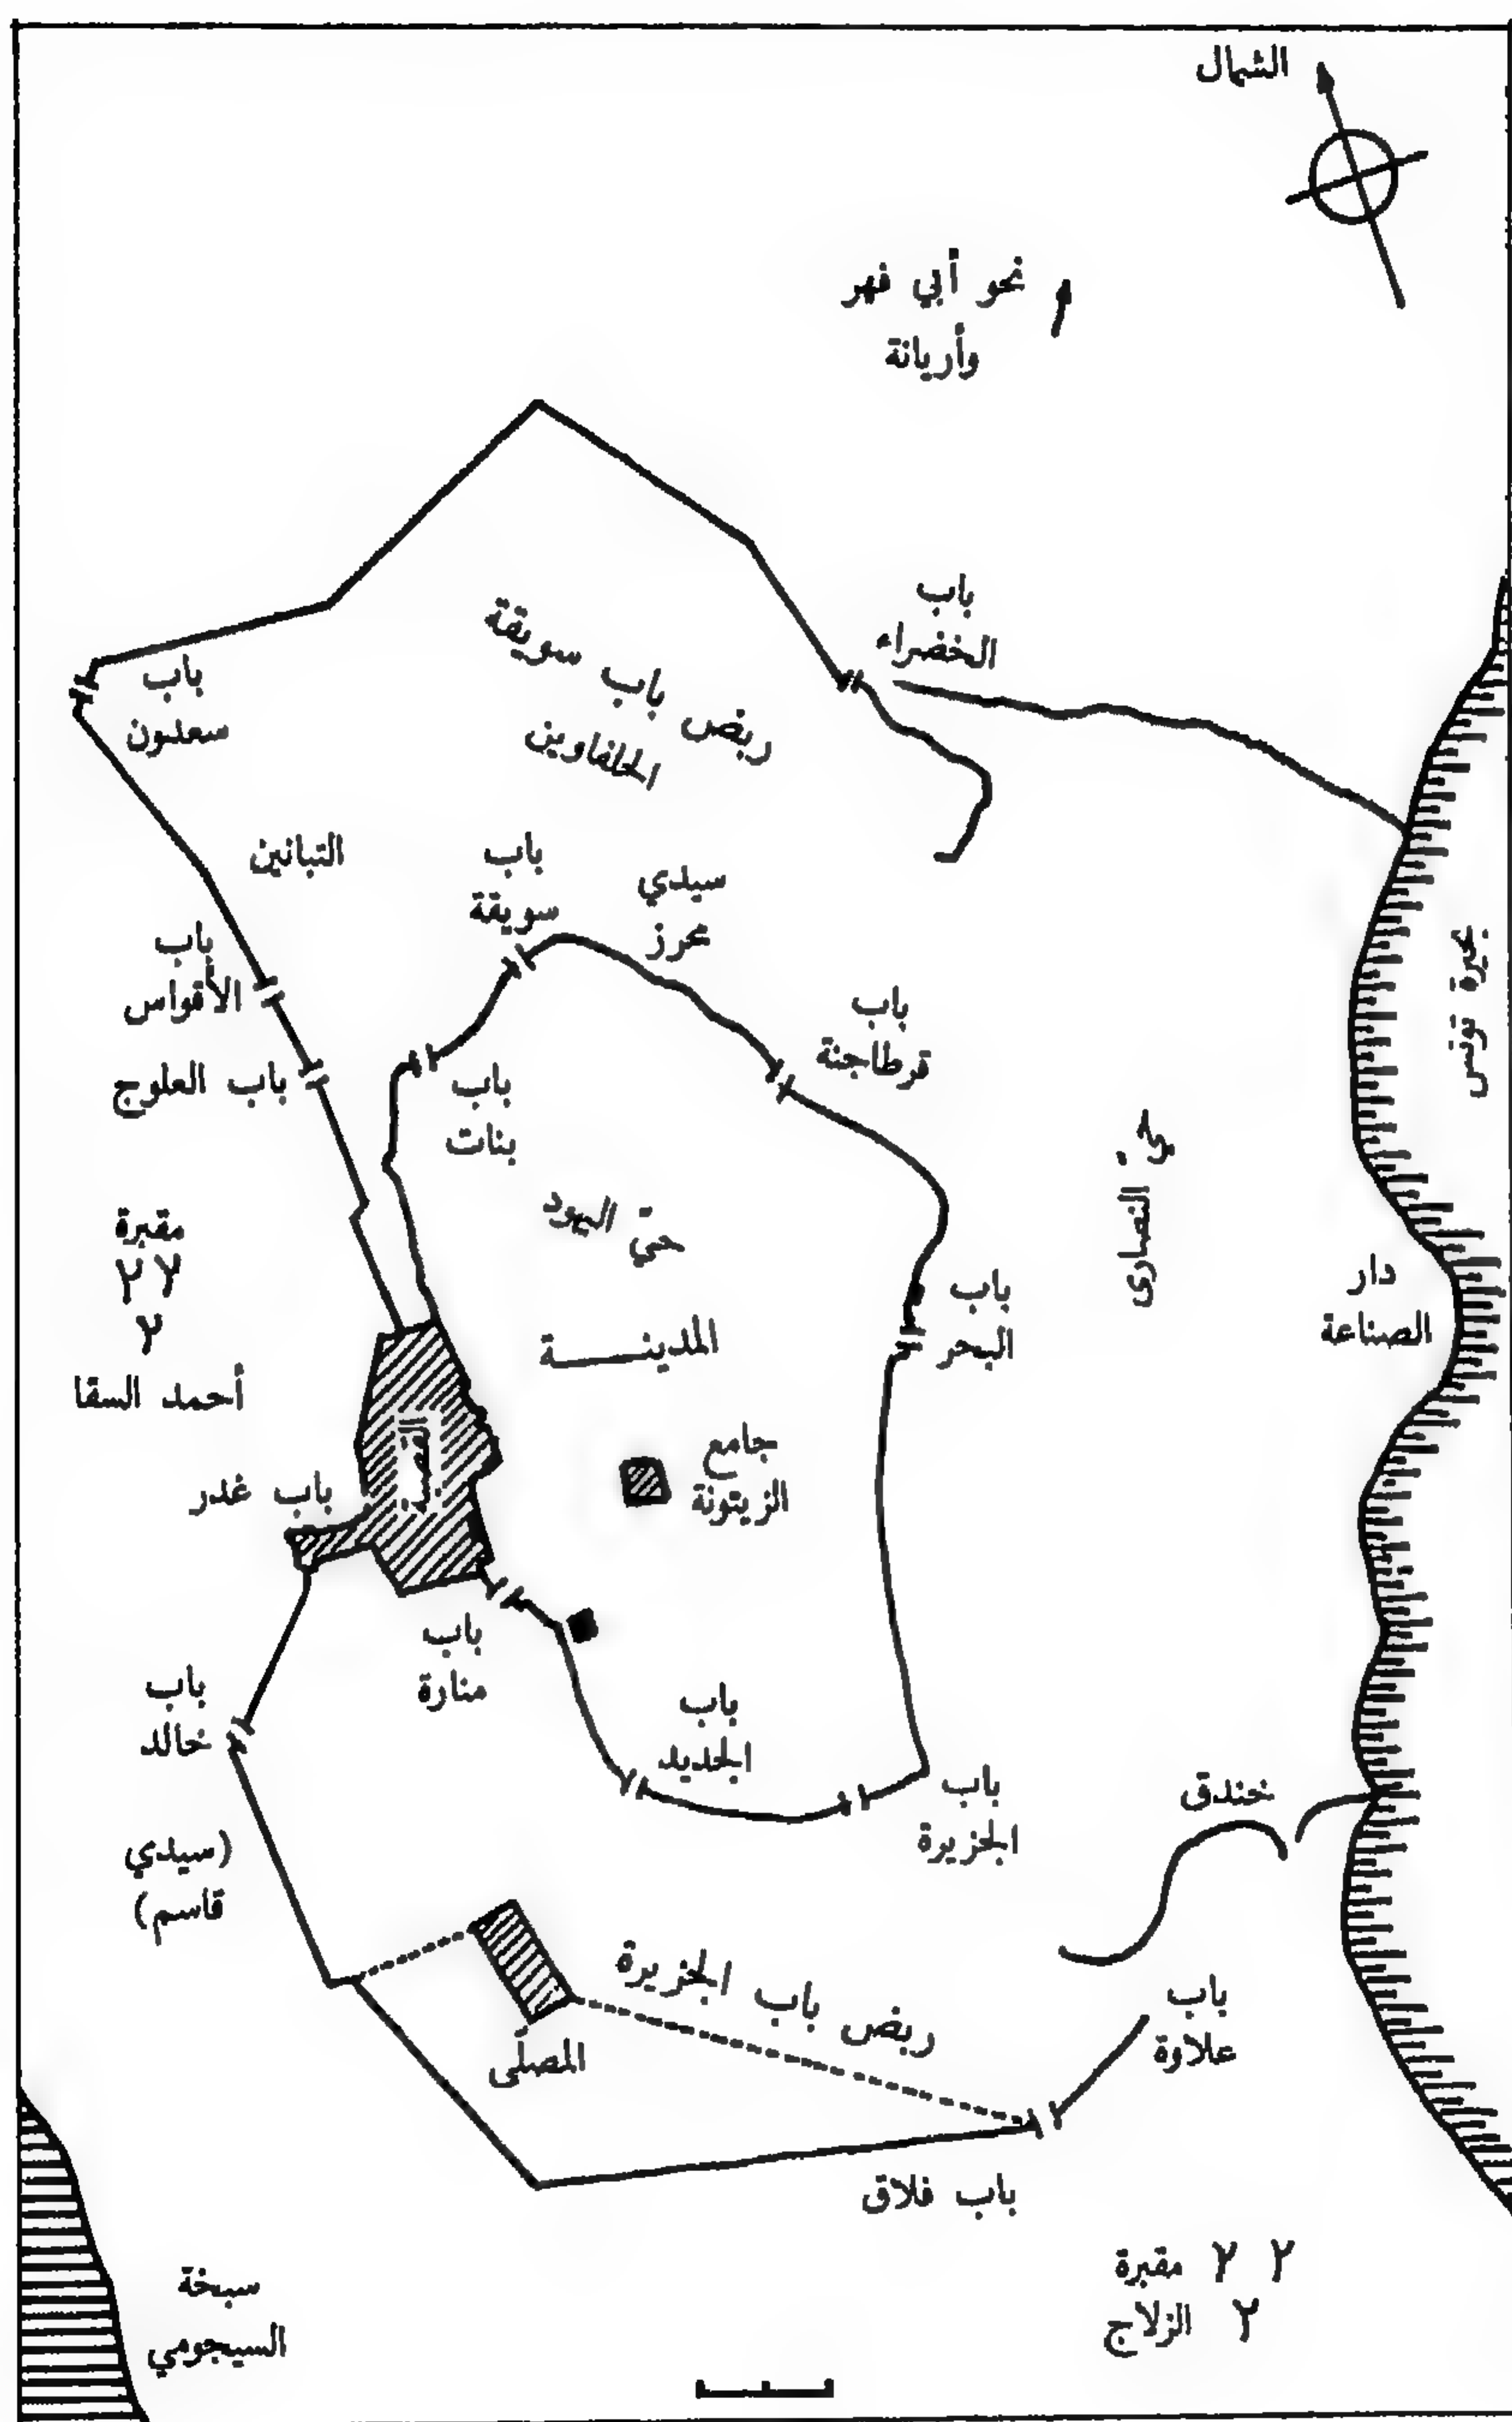 الشمال
نحو أبي فهر
وأريانة
باب
الخضراء
ربض باب سويقة
الحلفاوين
باب
سعدون
التبانين
باب
سويقة
سيدي
محرز
باب
الأقواس
باب العلوج
باب
بنات
باب
قرطاجنة
بحيرة تونس
حيّ النصارى
حيّ اليهود
مقبرة
أحمد السقا
المدينـــــة
باب
البحر
دار
الصناعة
جامع
الزيتونة
باب غدر
باب
منارة
باب
خالد
باب
الجديد
باب
الجزيرة
خندق
(سيدي
قاسم)
ربض باب الجزيرة
المصلّى
باب
علاوة
باب فلاق
مقبرة
الزلاج
سبخة
السيجومي